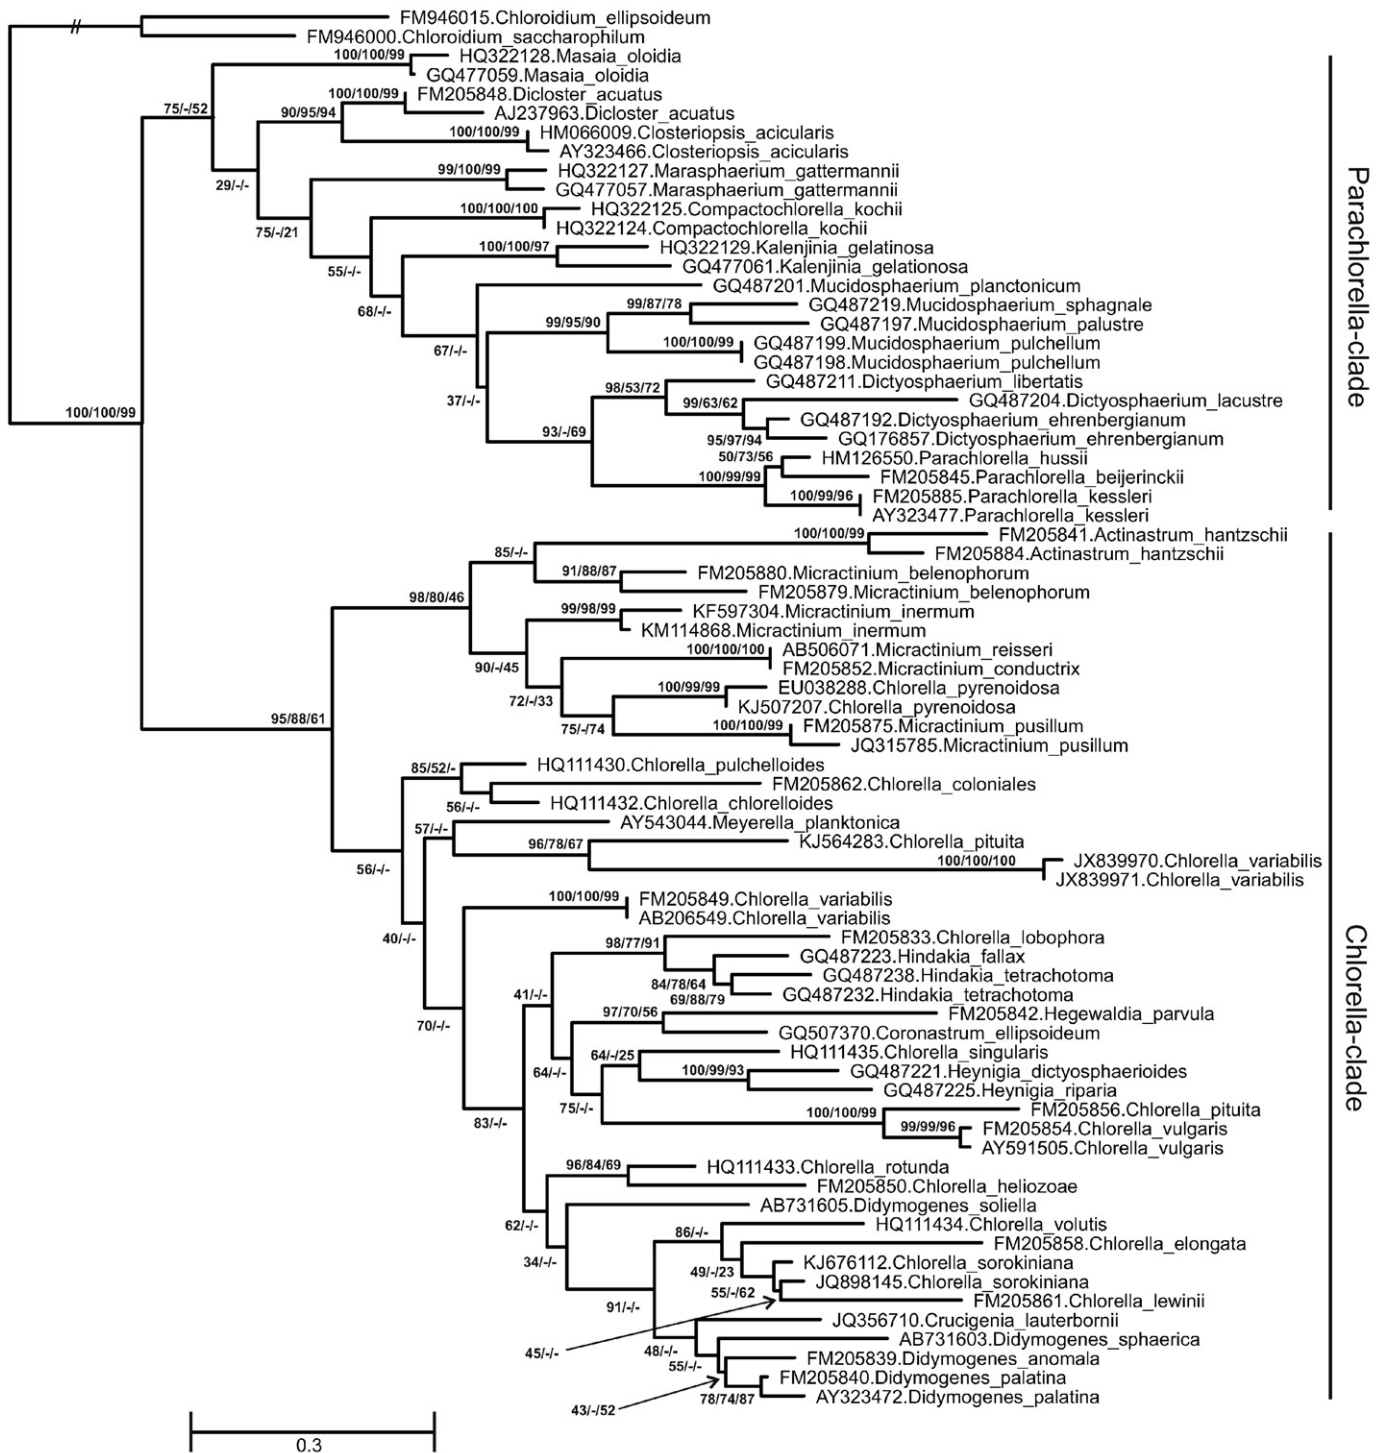 FM946015.Chloroidium_ellipsoideum
FM946000.Chloroidium_saccharophilum
100/100/99
HQ322128.Masaia_oloidia
GQ477059.Masaia_oloidia
100/100/99
FM205848.Dicloster_acuatus
75/-/52
90/95/94
AJ237963.Dicloster_acuatus
100/100/99
HM066009.Closteriopsis_acicularis
AY323466.Closteriopsis_acicularis
99/100/99
HQ322127.Marasphaerium_gattermannii
29/-/-
GQ477057.Marasphaerium_gattermannii
100/100/100
HQ322125.Compactochlorella_kochii
75/-/21
HQ322124.Compactochlorella_kochii
100/100/97
HQ322129.Kalenjinia_gelatinosa
55/-/-
GQ477061.Kalenjinia_gelationosa
GQ487201.Mucidosphaerium_planctonicum
99/87/78
GQ487219.Mucidosphaerium_sphagnale
68/-/-
99/95/90
GQ487197.Mucidosphaerium_palustre
100/100/99
GQ487199.Mucidosphaerium_pulchellum
67/-/-
GQ487198.Mucidosphaerium_pulchellum
98/53/72
GQ487211.Dictyosphaerium_libertatis
37/-/-
99/63/62
GQ487204.Dictyosphaerium_lacustre
100/100/99
GQ487192.Dictyosphaerium_ehrenbergianum
93/-/69
95/97/94
GQ176857.Dictyosphaerium_ehrenbergianum
50/73/56
HM126550.Parachlorella_hussii
100/99/99
FM205845.Parachlorella_beijerinckii
100/99/96
FM205885.Parachlorella_kessleri
AY323477.Parachlorella_kessleri
Parachlorella-clade
100/100/99
FM205841.Actinastrum_hantzschii
85/-/-
FM205884.Actinastrum_hantzschii
91/88/87
FM205880.Micractinium_belenophorum
98/80/46
FM205879.Micractinium_belenophorum
99/98/99
KF597304.Micractinium_inermum
KM114868.Micractinium_inermum
100/100/100
AB506071.Micractinium_reisseri
90/-/45
FM205852.Micractinium_conductrix
100/99/99
EU038288.Chlorella_pyrenoidosa
72/-/33
KJ507207.Chlorella_pyrenoidosa
95/88/61
75/-/74
100/100/99
FM205875.Micractinium_pusillum
JQ315785.Micractinium_pusillum
85/52/-
HQ111430.Chlorella_pulchelloides
FM205862.Chlorella_coloniales
56/-/-
HQ111432.Chlorella_chlorelloides
57/-/-
AY543044.Meyerella_planktonica
96/78/67
KJ564283.Chlorella_pituita
56/-/-
100/100/100
JX839970.Chlorella_variabilis
JX839971.Chlorella_variabilis
100/100/99
FM205849.Chlorella_variabilis
AB206549.Chlorella_variabilis
40/-/-
98/77/91
FM205833.Chlorella_lobophora
GQ487223.Hindakia_fallax
84/78/64
GQ487238.Hindakia_tetrachotoma
41/-/-
69/88/79
GQ487232.Hindakia_tetrachotoma
97/70/56
FM205842.Hegewaldia_parvula
70/-/-
GQ507370.Coronastrum_ellipsoideum
64/-/25
HQ111435.Chlorella_singularis
64/-/-
100/99/93
GQ487221.Heynigia_dictyosphaerioides
GQ487225.Heynigia_riparia
75/-/-
100/100/99
FM205856.Chlorella_pituita
83/-/-
99/99/96
FM205854.Chlorella_vulgaris
AY591505.Chlorella_vulgaris
96/84/69
HQ111433.Chlorella_rotunda
FM205850.Chlorella_heliozoae
AB731605.Didymogenes_soliella
62/-/-
86/-/-
HQ111434.Chlorella_volutis
FM205858.Chlorella_elongata
34/-/-
49/-/23
KJ676112.Chlorella_sorokiniana
JQ898145.Chlorella_sorokiniana
55/-/62
91/-/-
FM205861.Chlorella_lewinii
JQ356710.Crucigenia_lauterbornii
AB731603.Didymogenes_sphaerica
45/-/-
48/-/-
55/-/-
FM205839.Didymogenes_anomala
FM205840.Didymogenes_palatina
78/74/87
AY323472.Didymogenes_palatina
43/-/52
Chlorella-clade
0.3